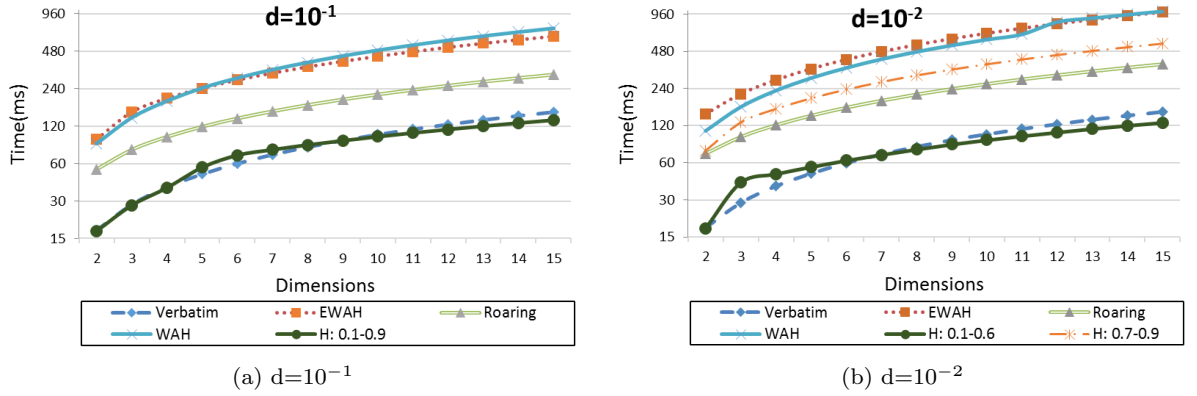 d=10-1
Time(ms)
960
480
240
120
60
30
15
2 3 4 5 6 7 8 9 10 11 12 13 14 15
Dimensions
Verbatim EWAH Roaring
WAH H: 0.1-0.9
(a) d=10−1
d=10-2
Time(ms)
960
480
240
120
60
30
15
2 3 4 5 6 7 8 9 10 11 12 13 14 15
Dimensions
Verbatim EWAH Roaring
WAH H: 0.1-0.6 H: 0.7-0.9
(b) d=10−2